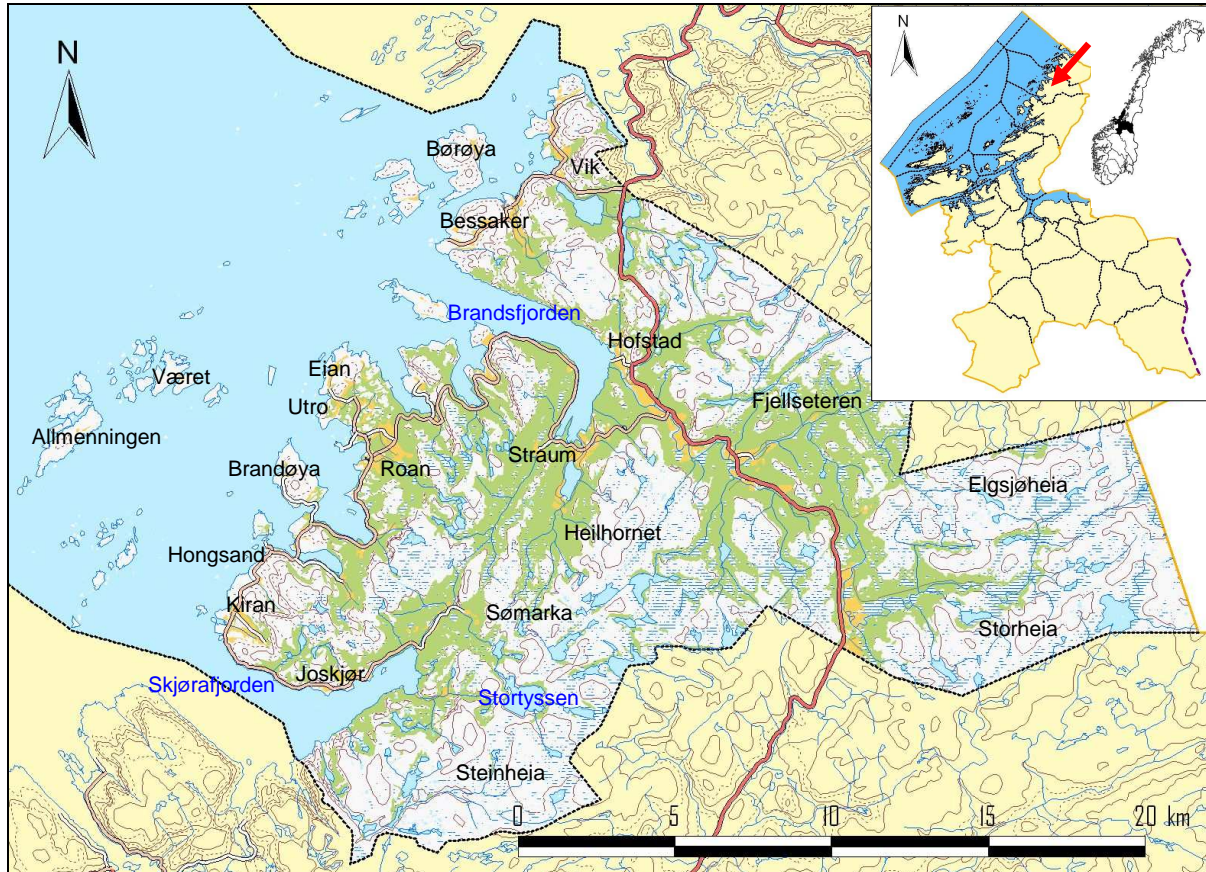 N
N
Børøya
Vik
Bessaker
Brandsfjorden
Hofstad
Eian
Været
Utro
Fjellseteren
Allmenningen
Straum
Brandøya
Roan
Elgsjøheia
Heilhornet
Hongsand
Kiran
Sømarka
Storheia
Joskjør
Skjørafjorden
Stortyssen
Steinheia
0 5 10 15 20 km